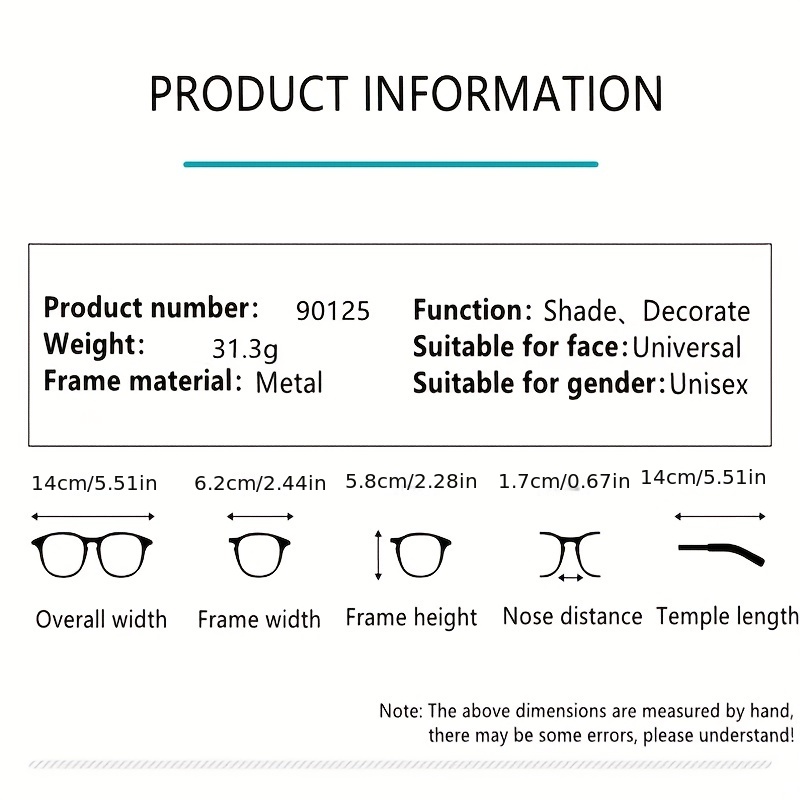 PRODUCT INFORMATION
Product number: 90125
Weight: 31.3g
Frame material: Metal
Function: Shade、Decorate
Suitable for face: Universal
Suitable for gender: Unisex
14cm/5.51in 6.2cm/2.44in 5.8cm/2.28in 1.7cm/0.67in 14cm/5.51in
Overall width Frame width Frame height Nose distance Temple length
Note: The above dimensions are measured by hand,
there may be some errors, please understand!